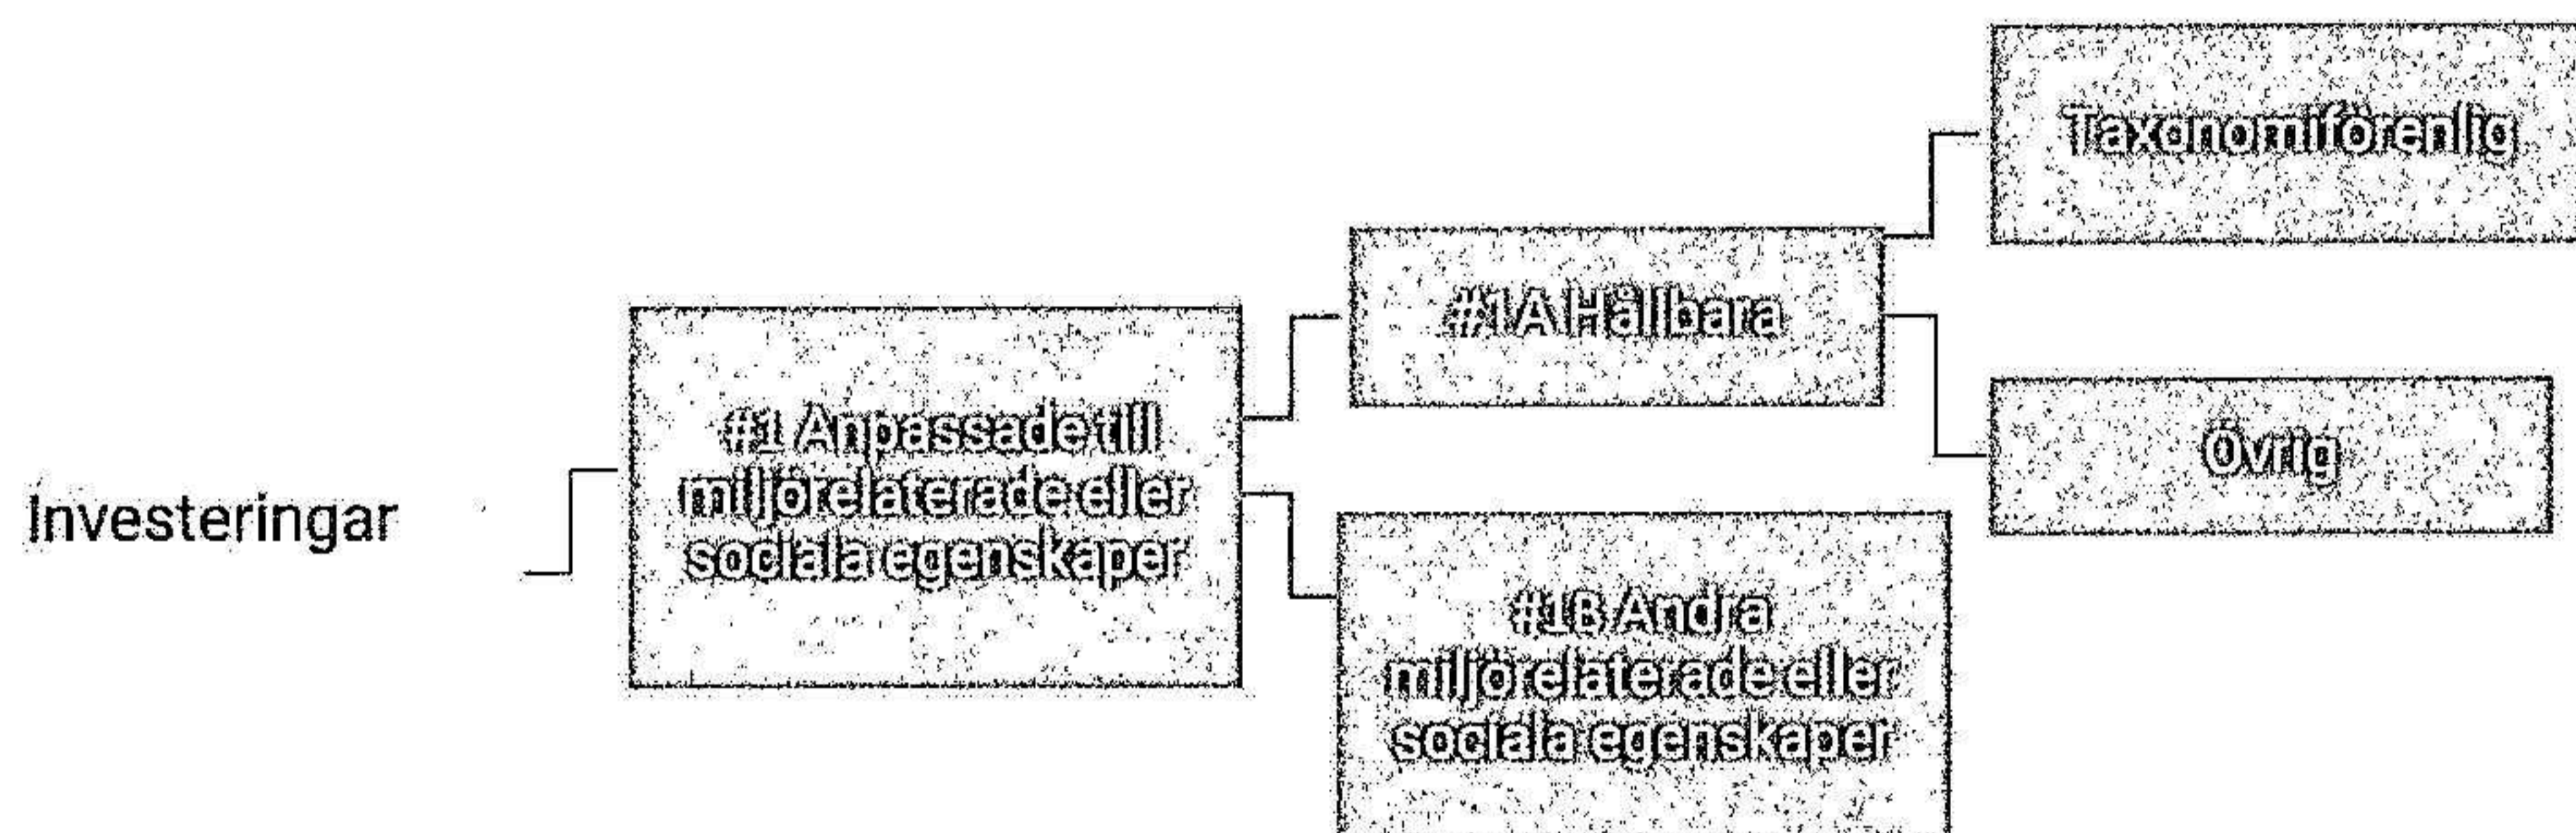 Taxonomiförenlig
#1A Hållbara
#1 Anpassade till
miljörelaterade eller
sociala egenskaper
Övrig
Investeringar
#1B Andra
miljörelaterade eller
sociala egenskaper